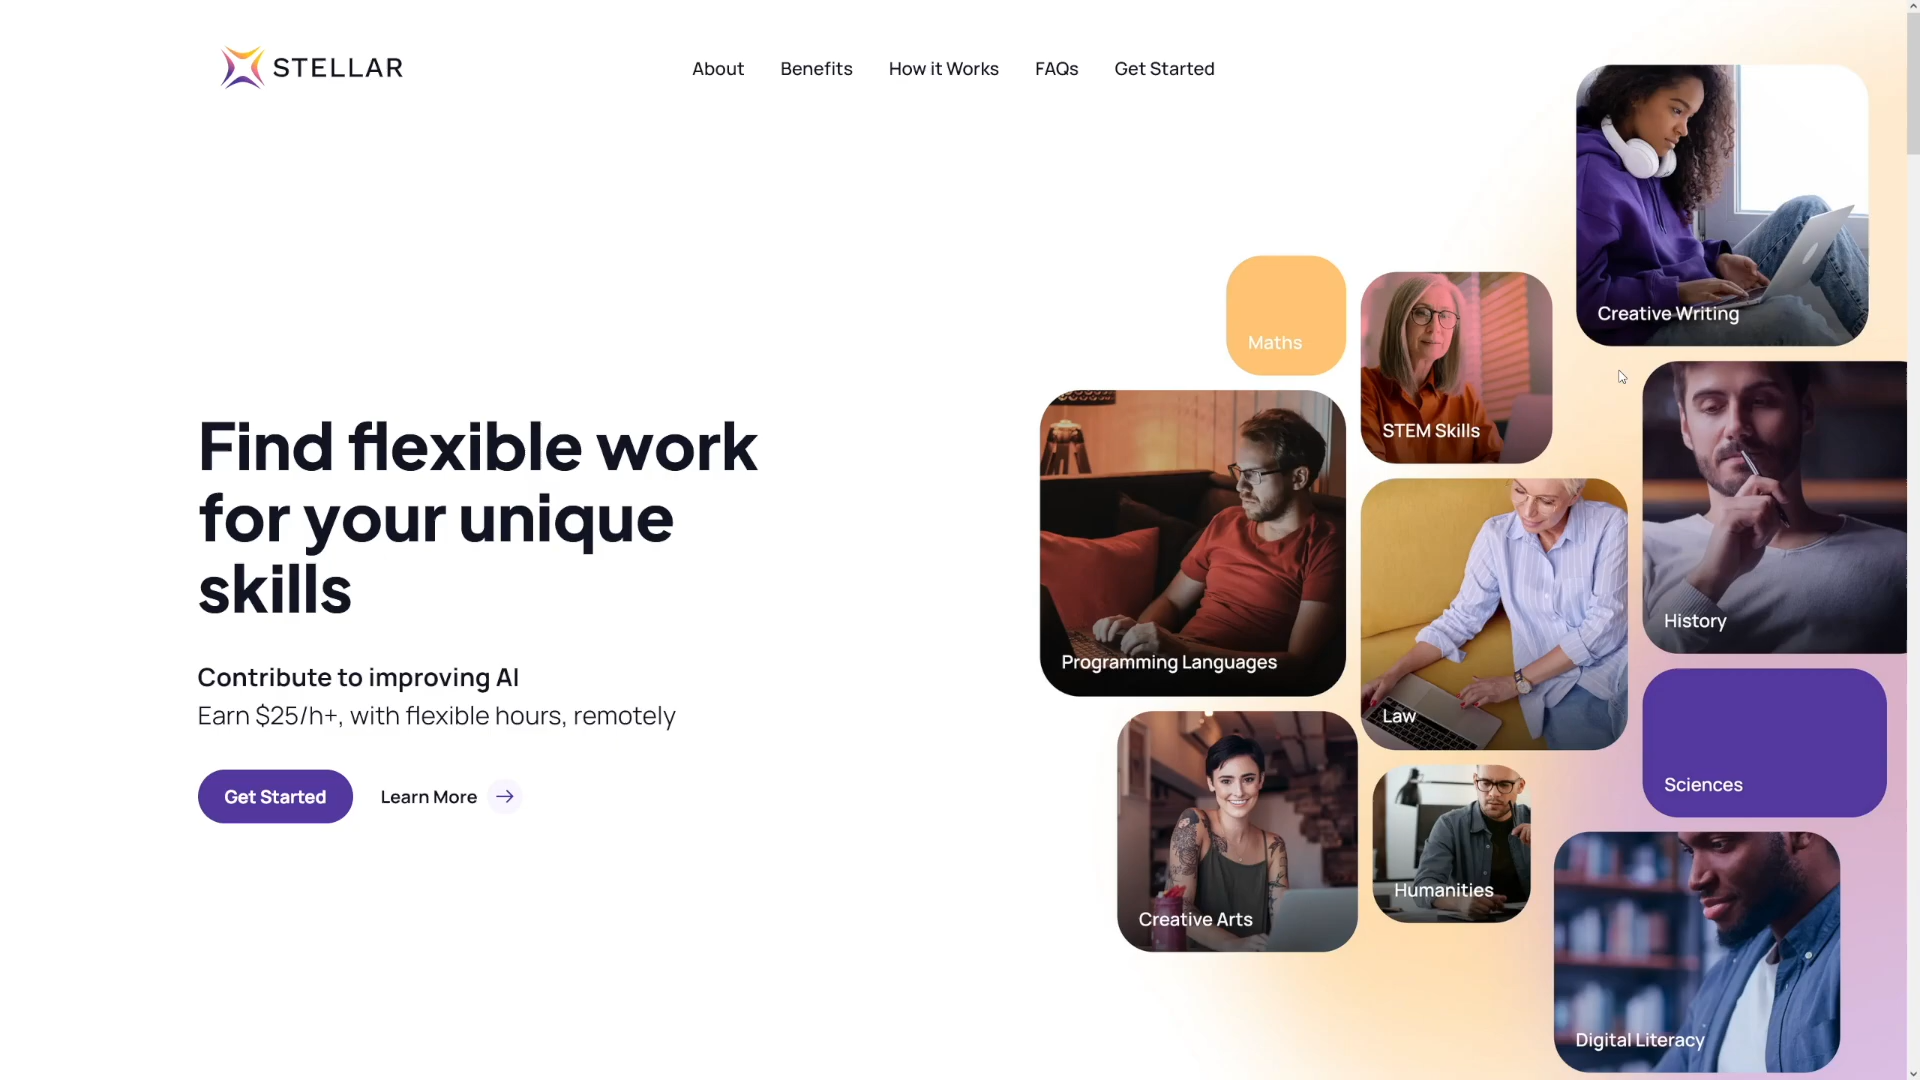 STELLAR
About
Benefits
How it Works
FAQs
Get Started
Find flexible work
for your unique
skills
Contribute to improving AI
Earn $25/h+, with flexible hours, remotely
Get Started
Learn More
Creative Writing
Maths
STEM Skills
History
Programming Languages
Law
Sciences
Creative Arts
Humanities
Digital Literacy